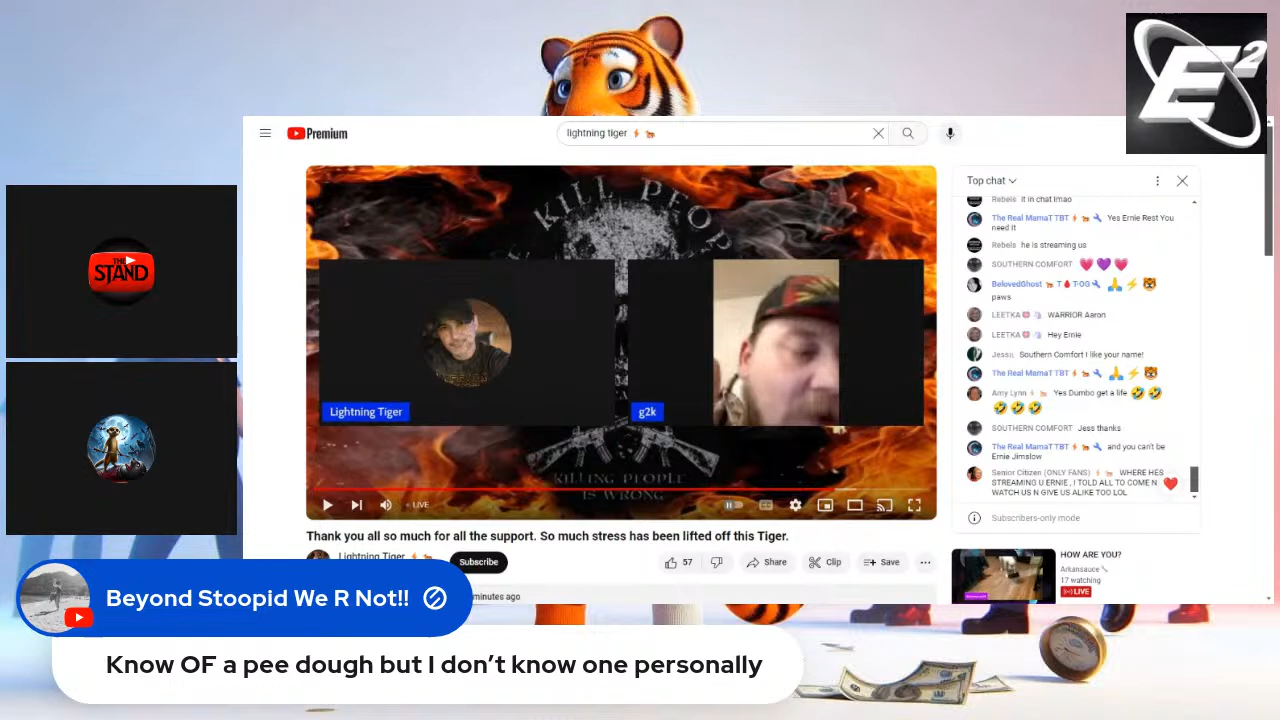 E2
Premium
lightning tiger ⚡ 🐅
KILL PEOP
KILLING PEOPLE
IS WRONG
Lightning Tiger
g2k
LIVE
Thank you all so much for all the support. So much stress has been lifted off this Tiger.
Lightning Tiger ⚡ 🐅
Subscribe
57
Share
Clip
Save
minutes ago
Top chat
Rebels it in chat lmao
The Real MamaT TBT ⚡ 🐅 🔧 Yes Ernie Rest You
need it
Rebels he is streaming us
SOUTHERN COMFORT 💗 💜 💗
BelovedGhost 🐅 T🩸T-OG 🔧 🙏 ⚡ 🐯
paws
LEETKA WARRIOR Aaron
LEETKA Hey Ernie
Southern Comfort I like your name!
The Real MamaT TBT ⚡ 🐅 🔧 🙏 ⚡ 🐯
Amy Lynn ⚡ 🐅 Yes Dumbo get a life 🤣 🤣
🤣 🤣 🤣
SOUTHERN COMFORT Jess thanks
The Real MamaT TBT ⚡ 🐅 🔧 and you can't be
Ernie Jimslow
Senior Citizen (ONLY FANS) ⚡ 🐅 WHERE HES
STREAMING U ERNIE , I TOLD ALL TO COME N
WATCH US N GIVE US ALIKE TOO LOL
Subscribers-only mode
HOW ARE YOU?
Arkansauce 🔧
17 watching
LIVE
THE
STAND
Beyond Stoopid We R Not!!
Know OF a pee dough but I don't know one personally